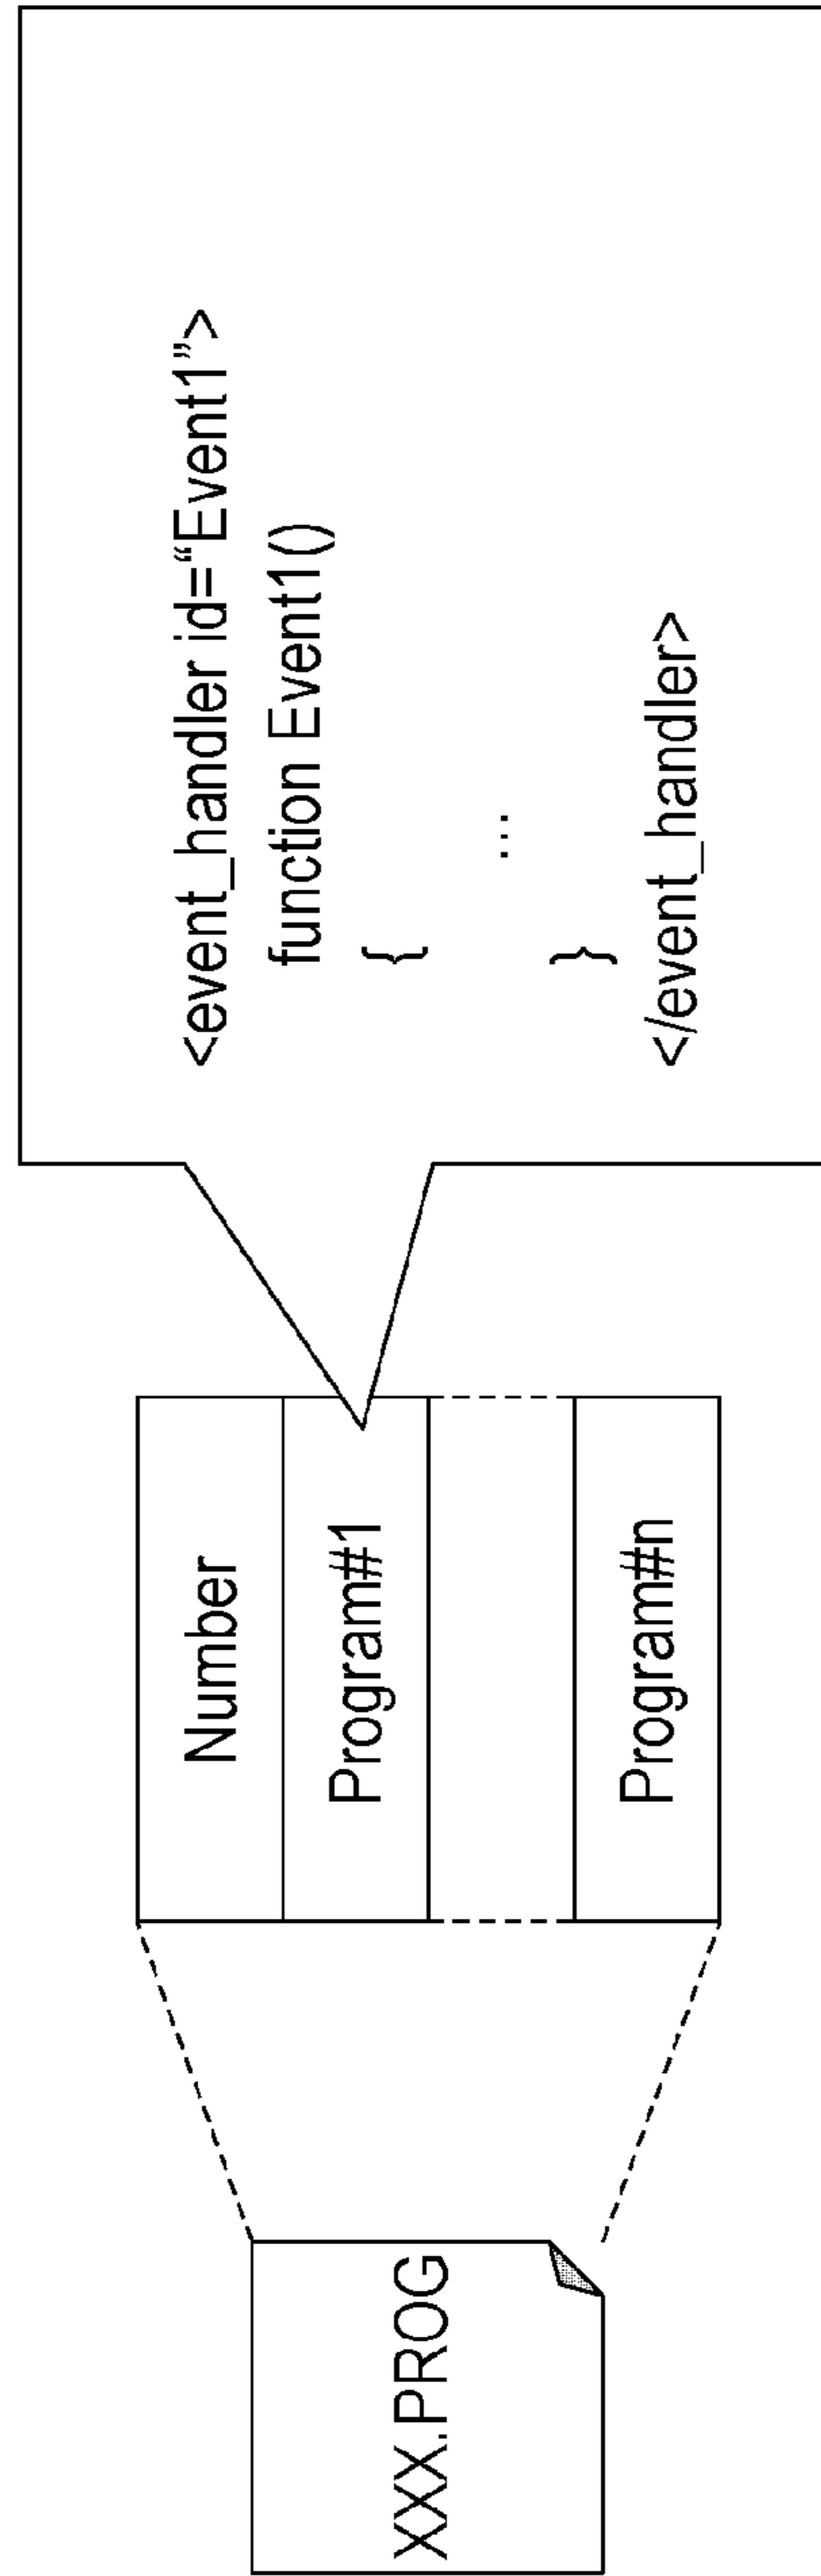 XXX.PROG
Number
Program#1
Program#n
<event_handler id=“Event1”>
function Event1()
{
...
}
</event_handler>